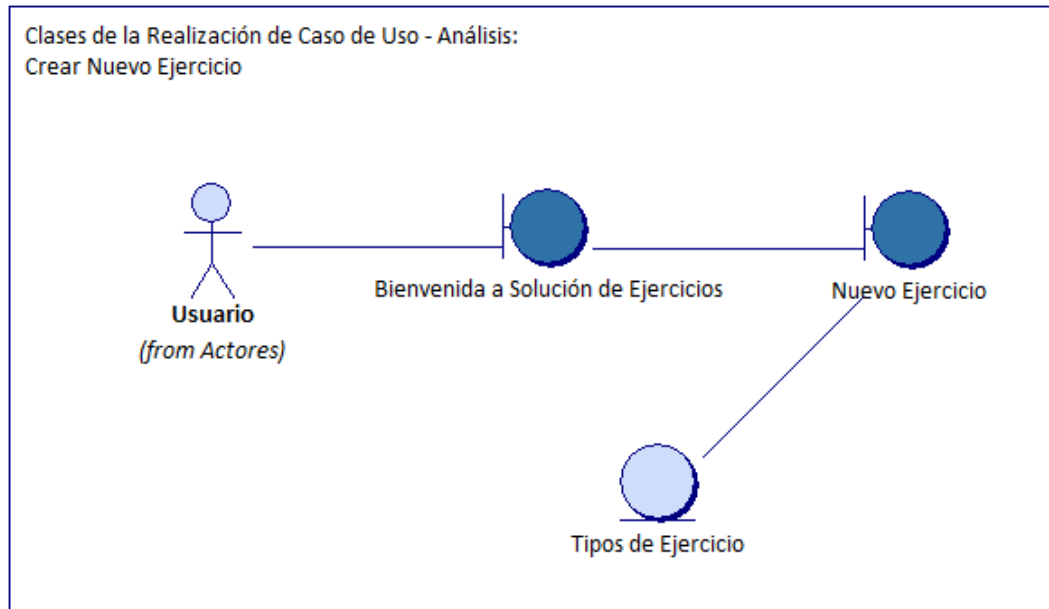 Clases de la Realización de Caso de Uso - Análisis:
Crear Nuevo Ejercicio
Bienvenida a Solución de Ejercicios
Nuevo Ejercicio
Usuario
(from Actores)
Tipos de Ejercicio